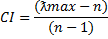 CI = (λmax − n) / (n − 1)